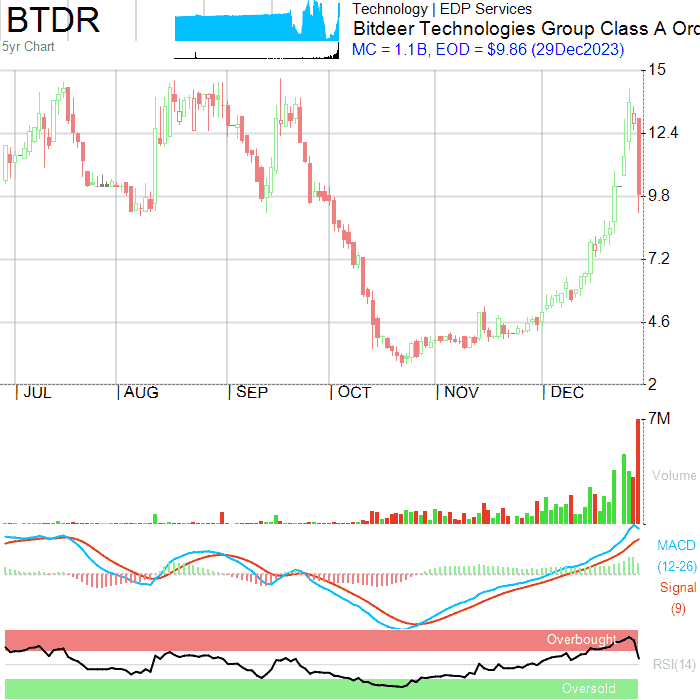 BTDR
5yr Chart
Technology | EDP Services
Bitdeer Technologies Group Class A Ord
MC = 1.1B, EOD = $9.86 (29Dec2023)
15
12.4
9.8
7.2
4.6
2
| JUL | AUG | SEP | OCT | NOV | DEC
7M
Volume
MACD
(12-26)
Signal
(9)
Overbought
RSI(14)
Oversold